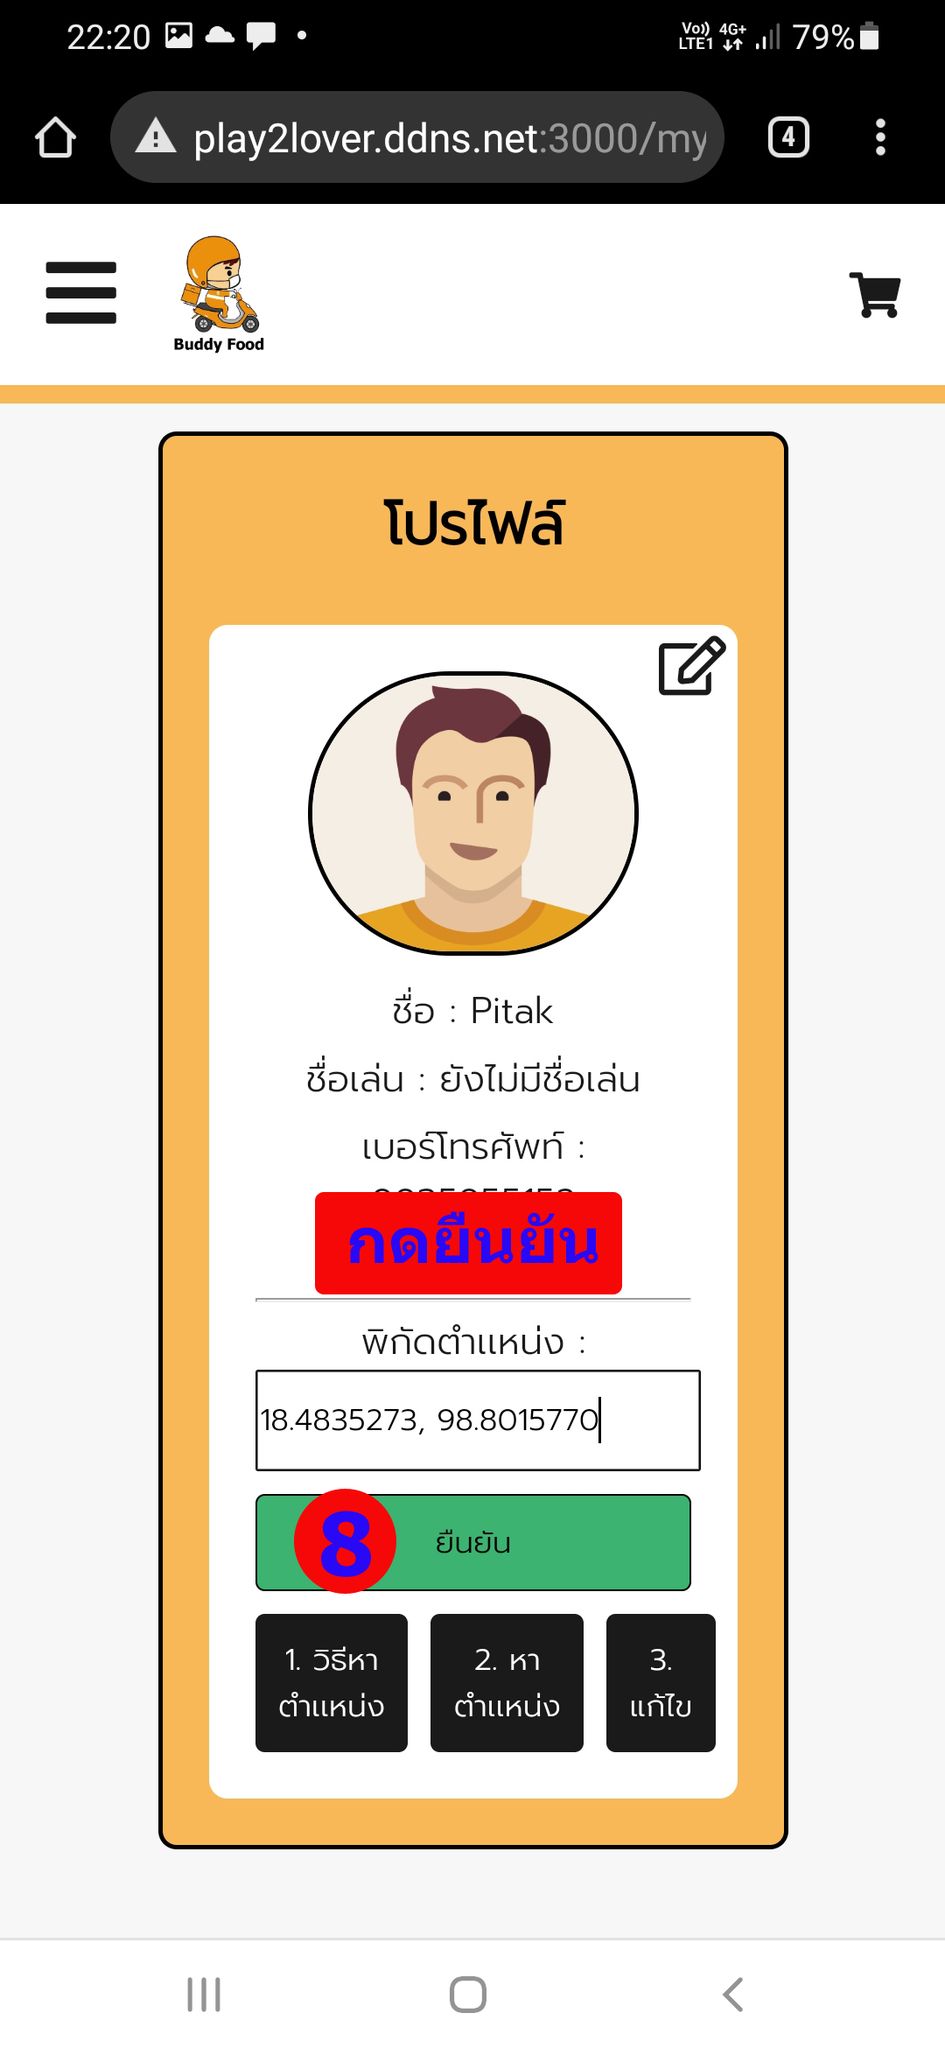 22:20
Vo)) LTE1 4G+ 79%
play2lover.ddns.net:3000/my
4
Buddy Food
โปรไฟล์
ชื่อ : Pitak
ชื่อเล่น : ยังไม่มีชื่อเล่น
เบอร์โทรศัพท์ :
กดยืนยัน
พิกัดตำแหน่ง :
18.4835273, 98.8015770
8 ยืนยัน
1. วิธีหา
ตำแหน่ง
2. หา
ตำแหน่ง
3.
แก้ไข